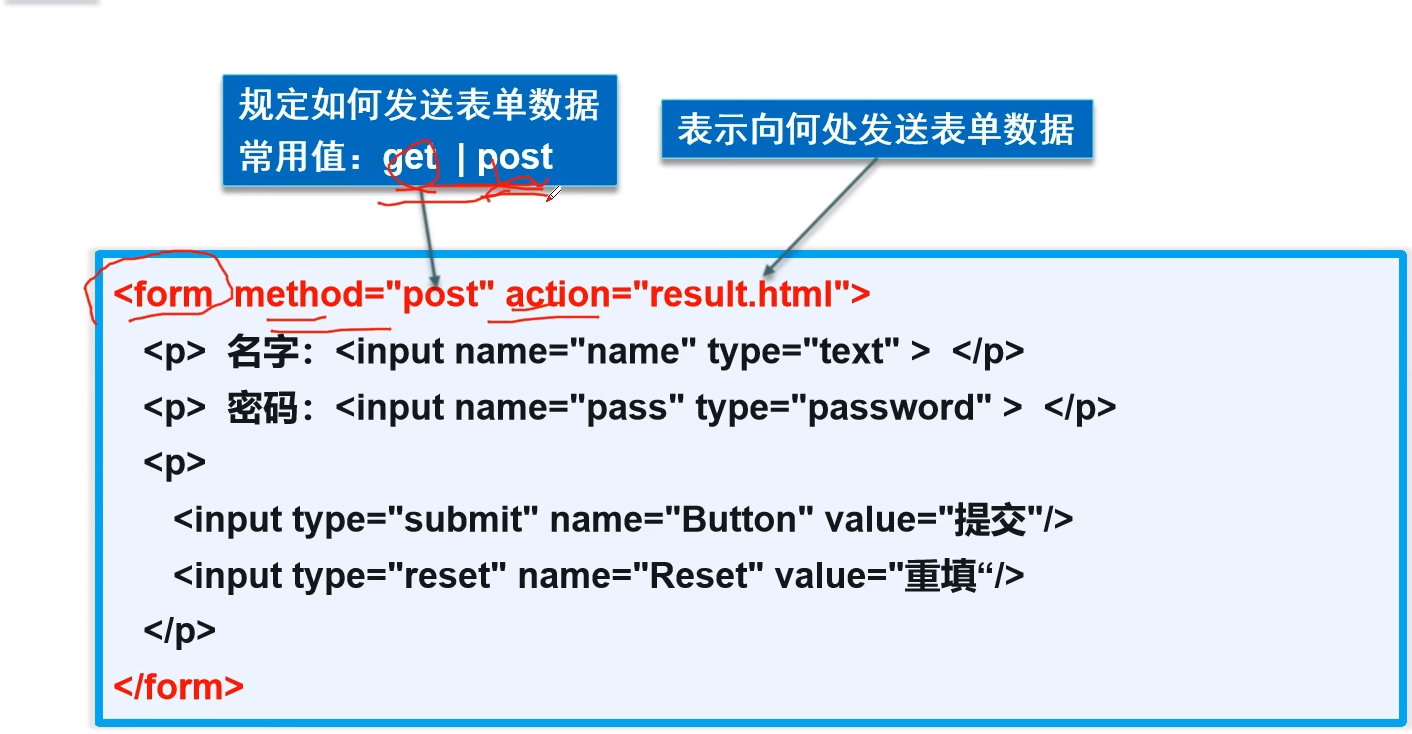 规定如何发送表单数据
常用值：get | post
表示向何处发送表单数据
<form method="post" action="result.html">
<p> 名字：<input name="name" type="text" > </p>
<p> 密码：<input name="pass" type="password" > </p>
<p>
<input type="submit" name="Button" value="提交"/>
<input type="reset" name="Reset" value="重填“/>
</p>
</form>